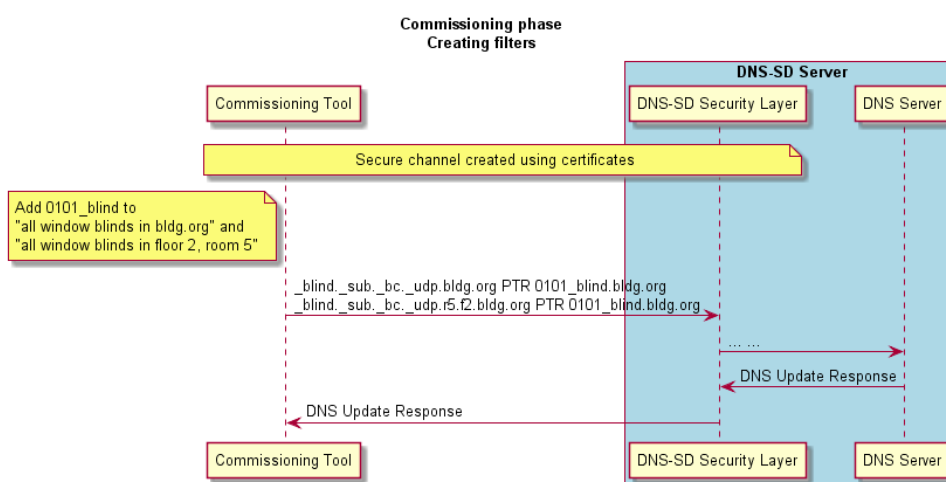 Commissioning phase
Creating filters
DNS-SD Server
Commissioning Tool
DNS-SD Security Layer
DNS Server
Secure channel created using certificates
Add 0101_blind to
"all window blinds in bldg.org" and
"all window blinds in floor 2, room 5"
_blind._sub._bc._udp.bldg.org PTR 0101_blind.bldg.org
_blind._sub._bc._udp.r5.f2.bldg.org PTR 0101_blind.bldg.org
... ...
DNS Update Response
DNS Update Response
Commissioning Tool
DNS-SD Security Layer
DNS Server